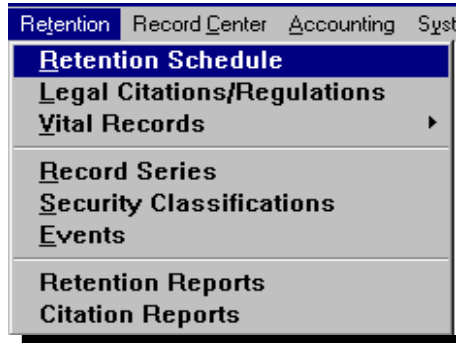 Retention Record Center Accounting Syst
Retention Schedule
Legal Citations/Regulations
Vital Records
Record Series
Security Classifications
Events
Retention Reports
Citation Reports